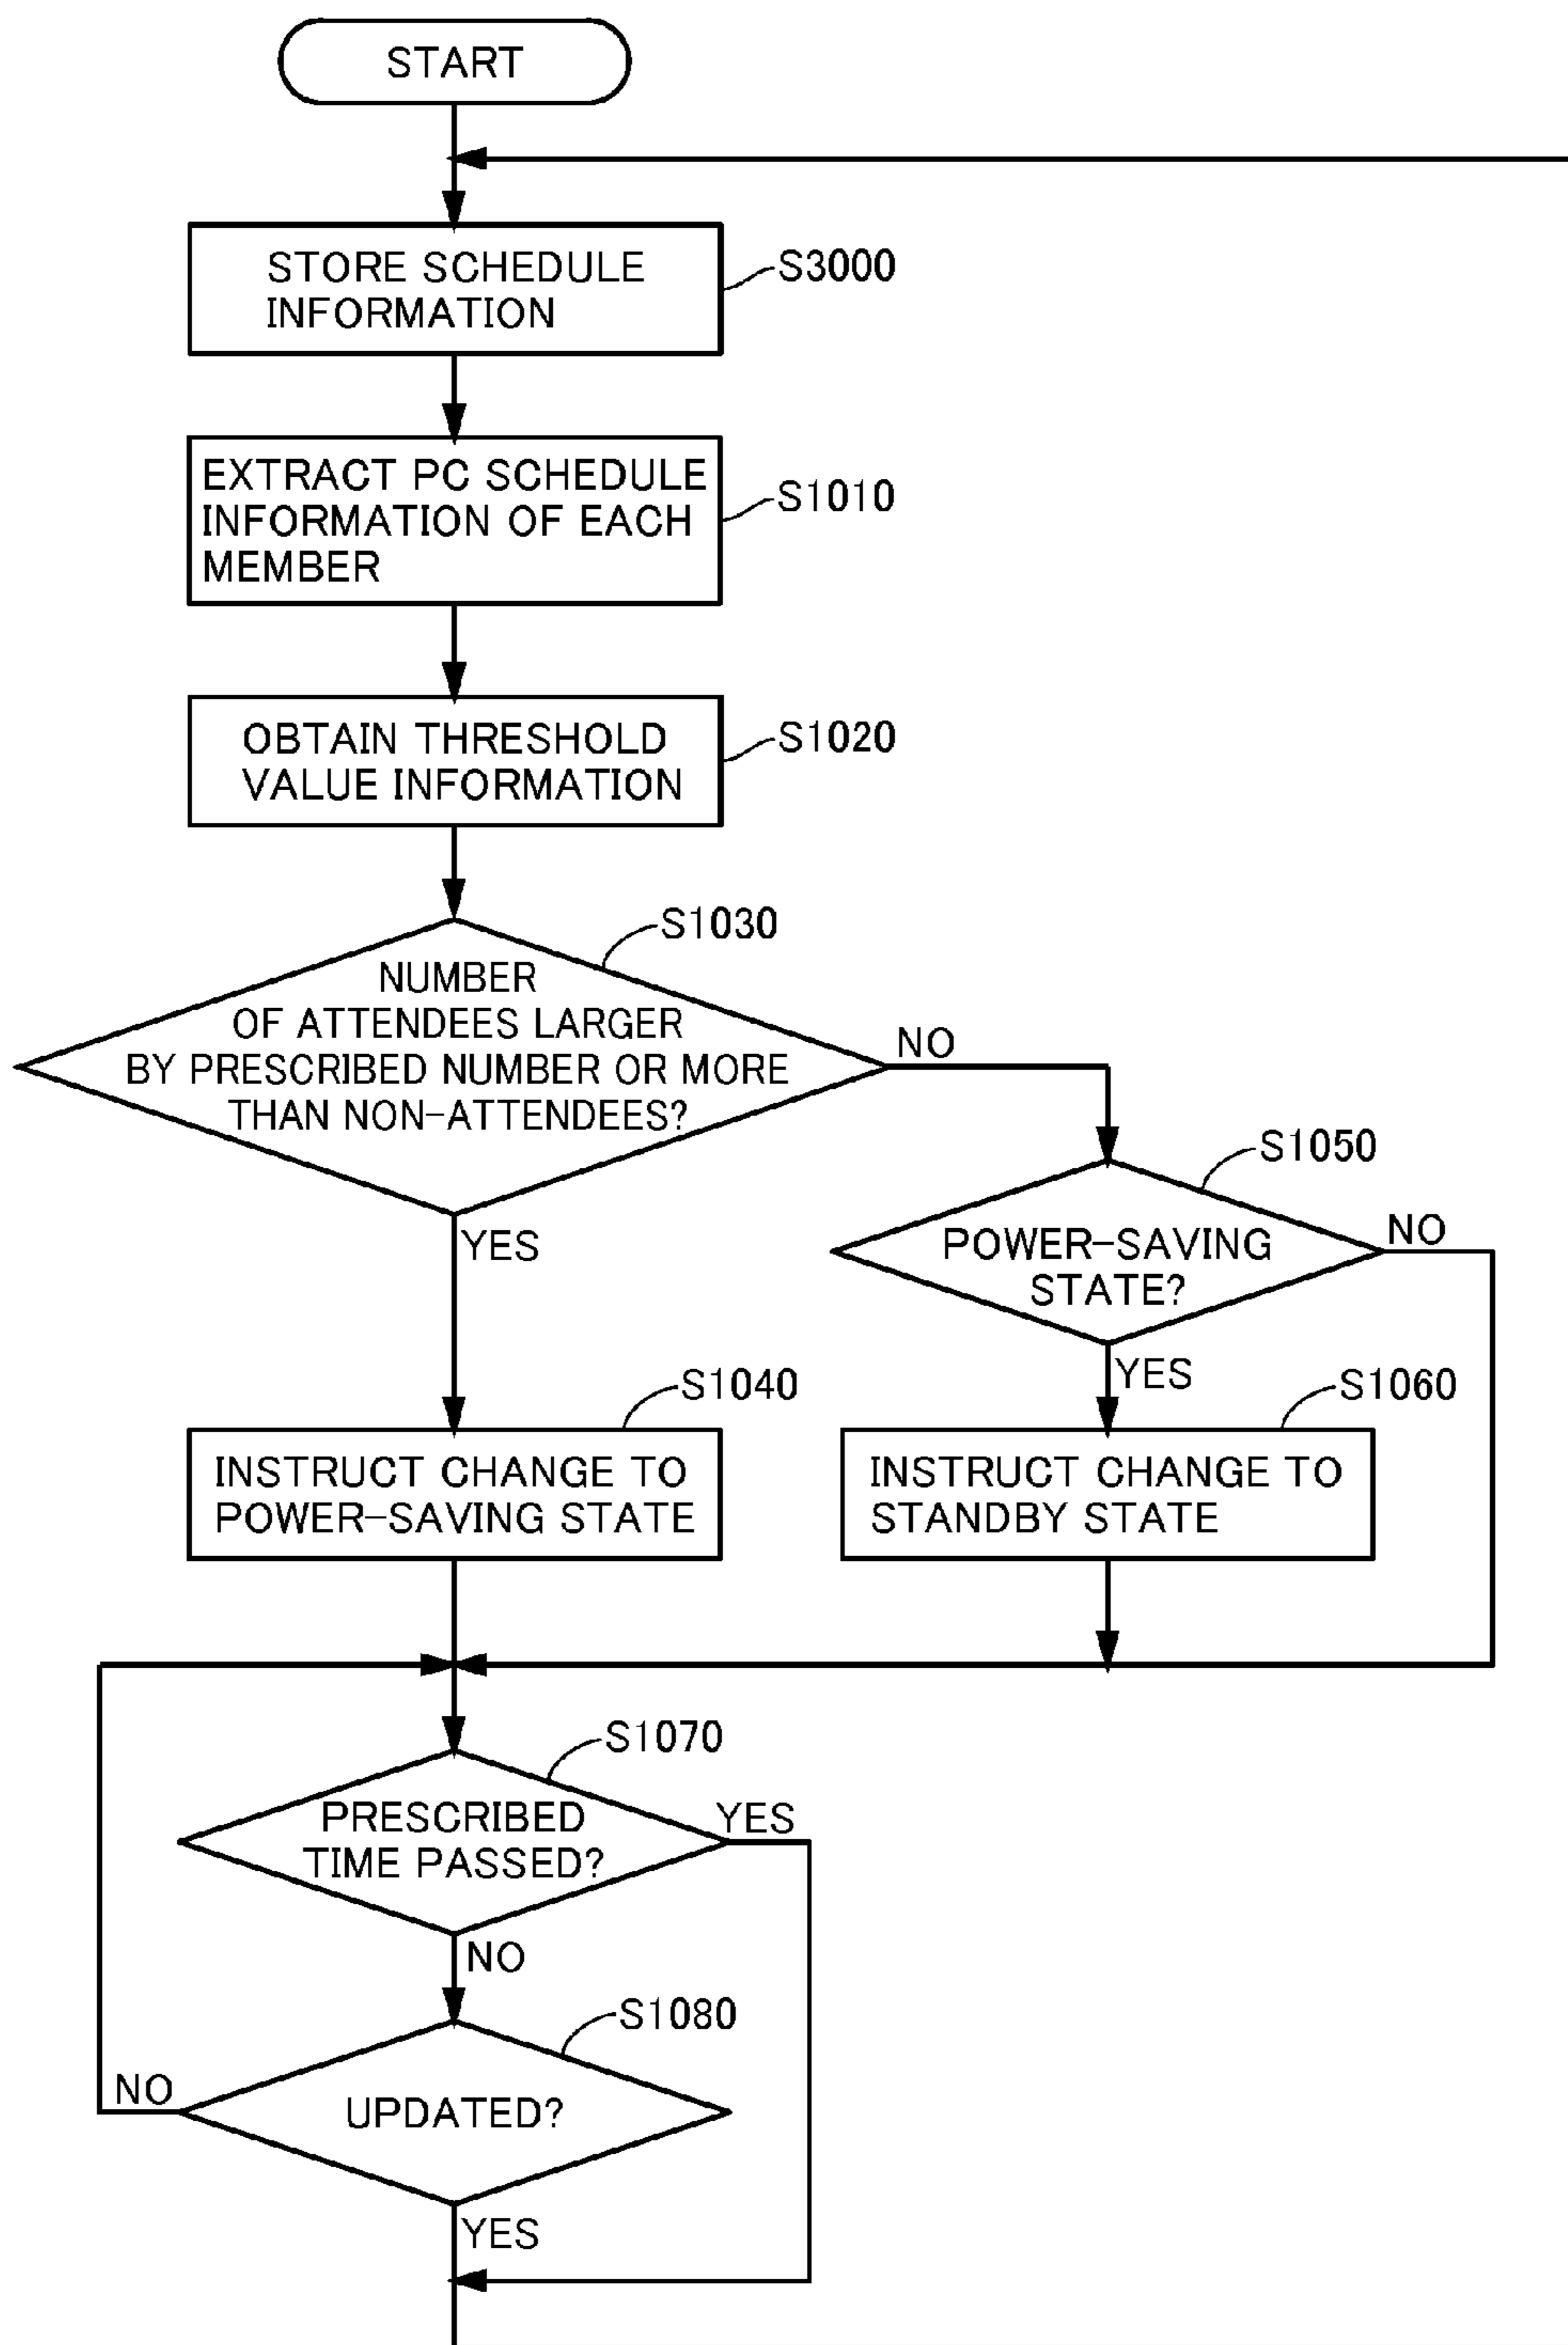 START
STORE SCHEDULE
INFORMATION
S3000
EXTRACT PC SCHEDULE
INFORMATION OF EACH
MEMBER
S1010
OBTAIN THRESHOLD
VALUE INFORMATION
S1020
S1030
NUMBER
OF ATTENDEES LARGER
BY PRESCRIBED NUMBER OR MORE
THAN NON-ATTENDEES?
NO
YES
S1050
POWER-SAVING
STATE?
NO
YES
S1040
INSTRUCT CHANGE TO
POWER-SAVING STATE
S1060
INSTRUCT CHANGE TO
STANDBY STATE
S1070
PRESCRIBED
TIME PASSED?
YES
NO
S1080
UPDATED?
NO
YES